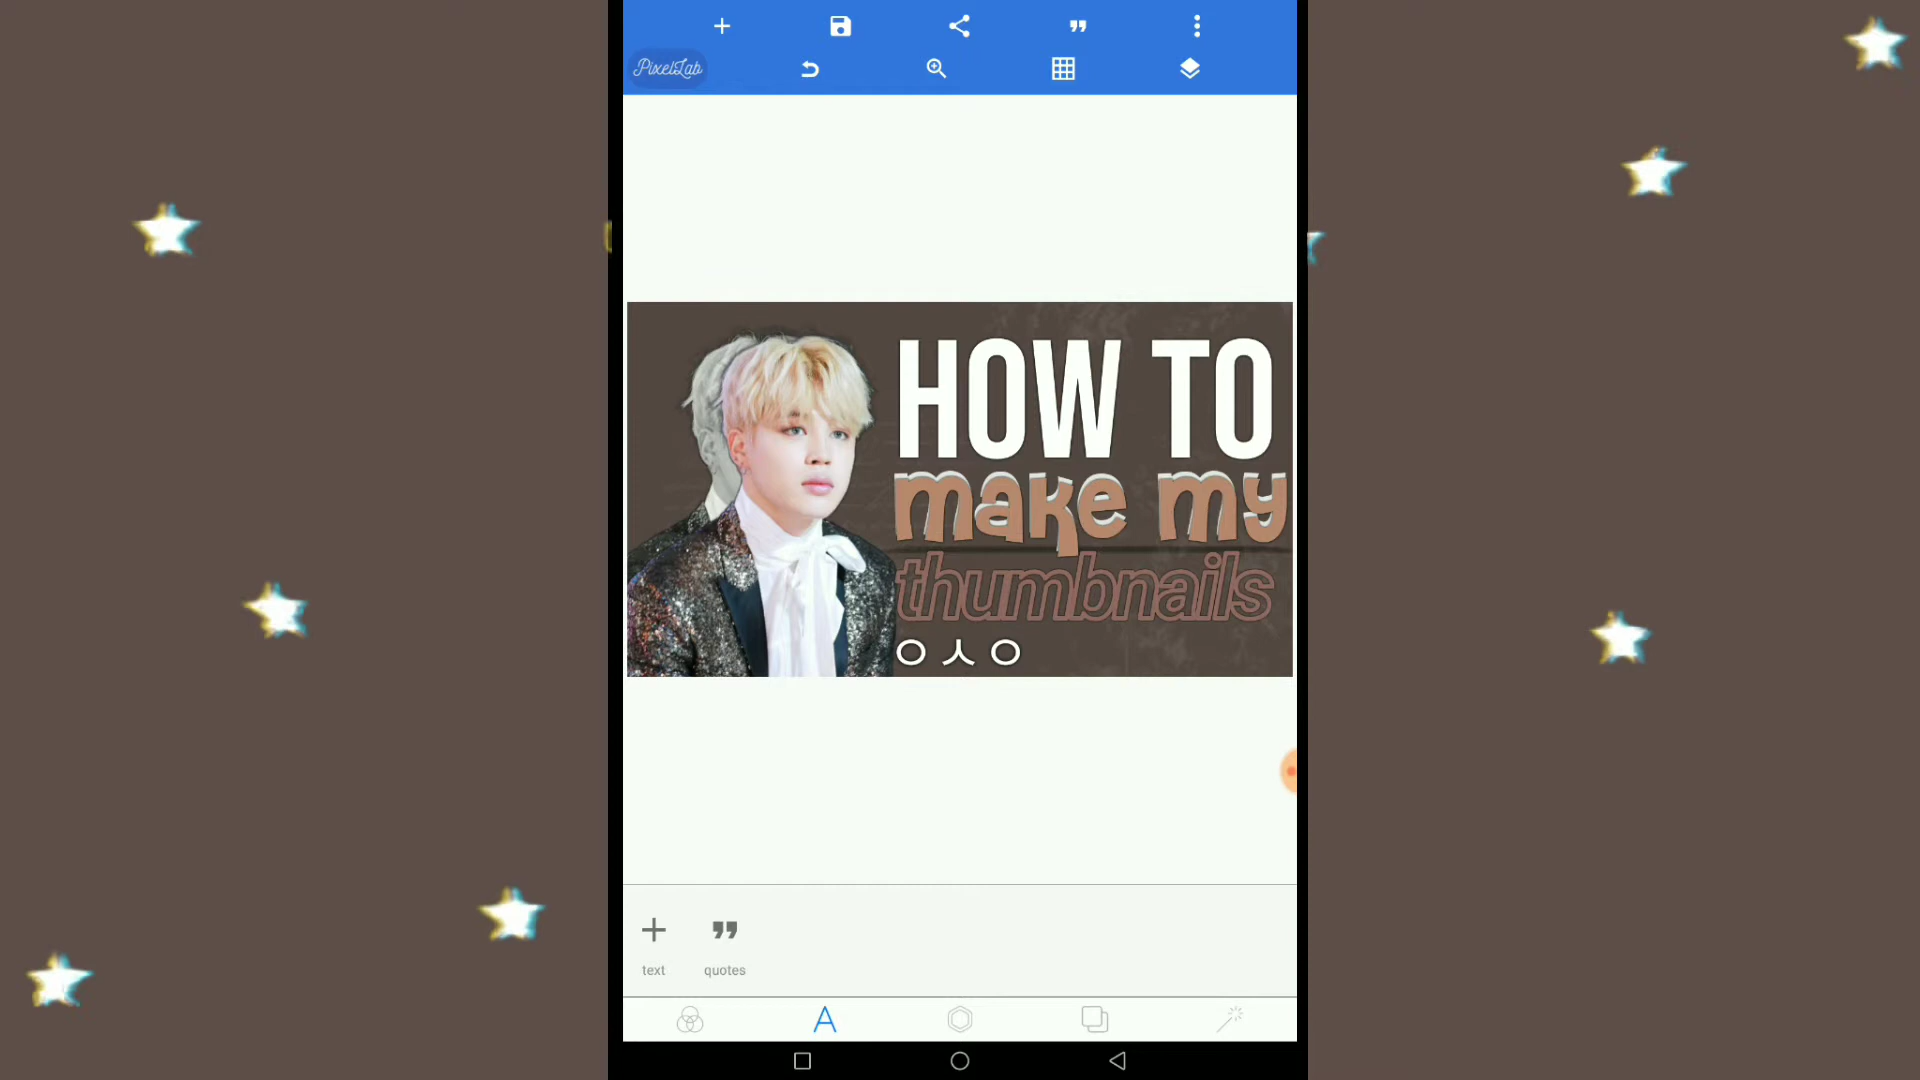 PixelLab
HOW TO
make my
thumbnails
ㅇㅅㅇ
text quotes